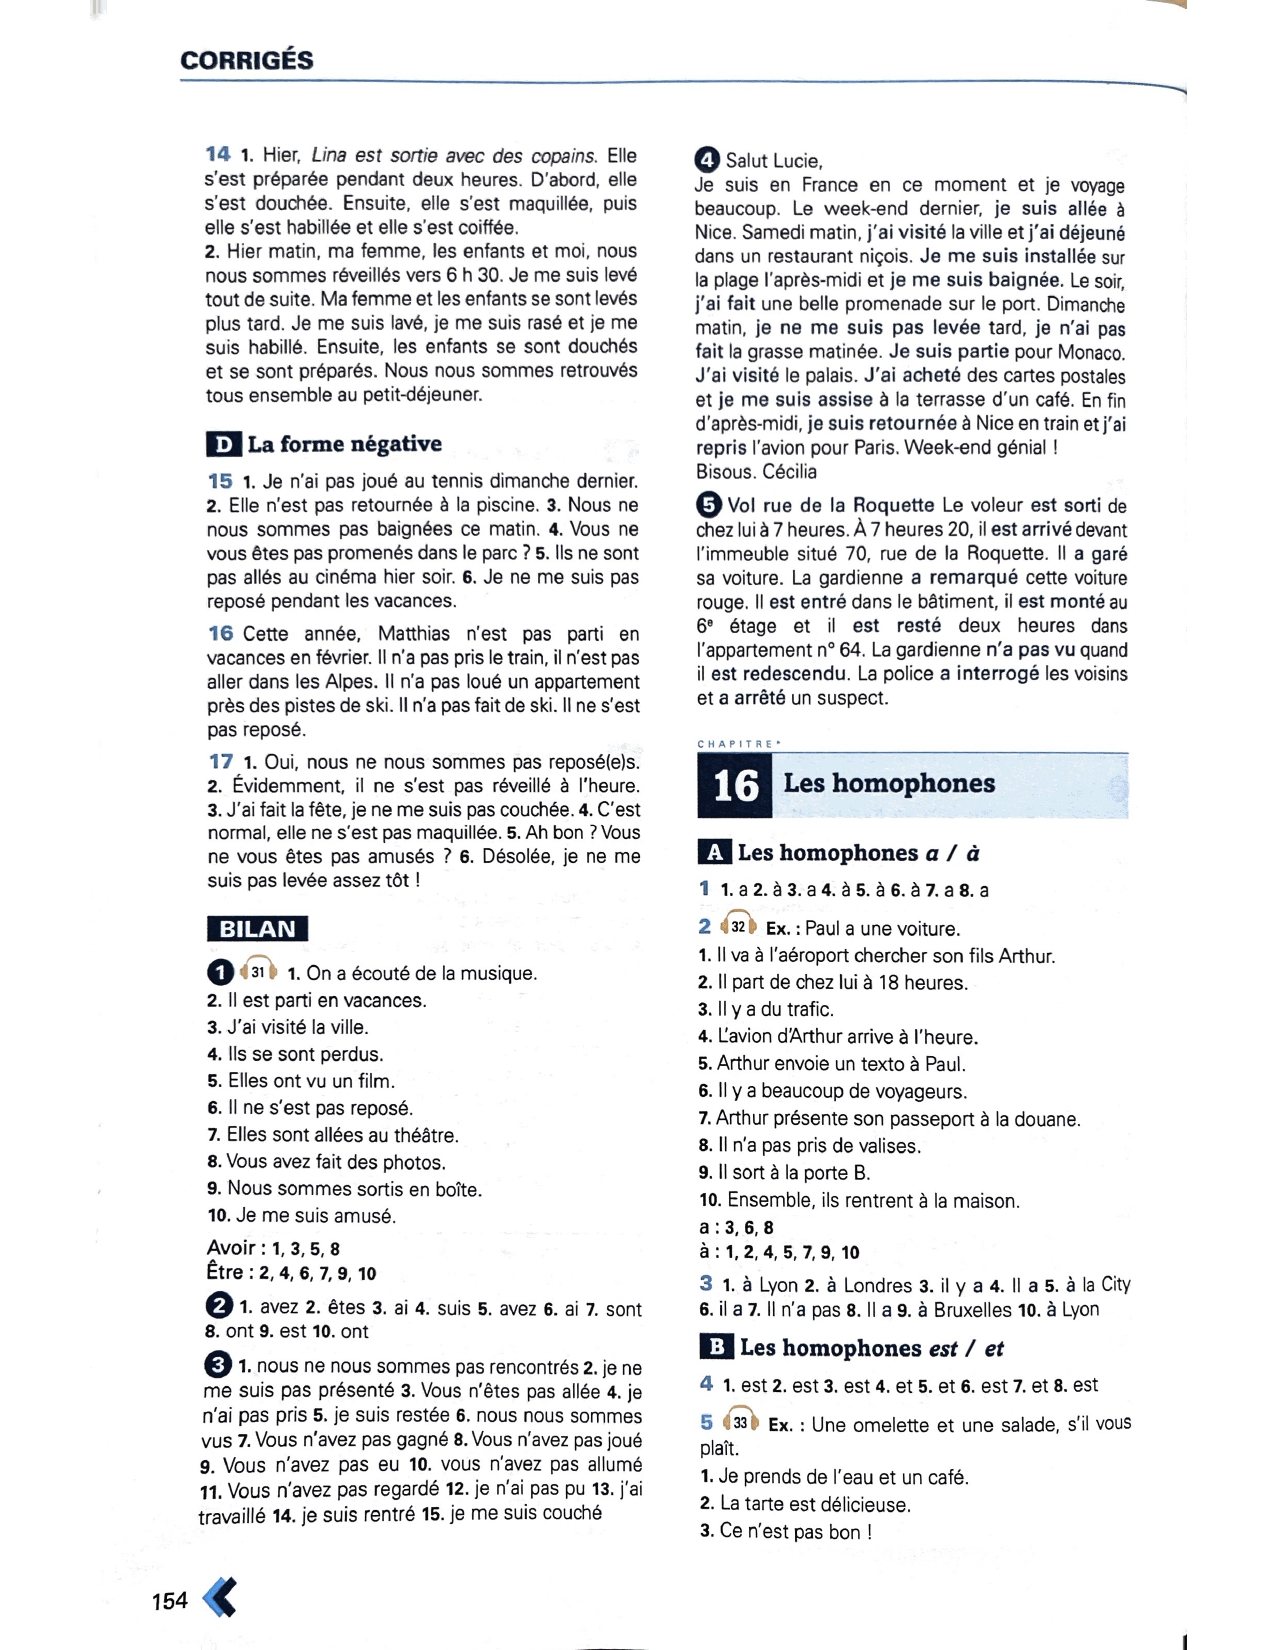 CORRIGÉS
14 1. Hier, Lina est sortie avec des copains. Elle
s'est préparée pendant deux heures. D'abord, elle
s'est douchée. Ensuite, elle s'est maquillée, puis
elle s'est habillée et elle s'est coiffée.
2. Hier matin, ma femme, les enfants et moi, nous
nous sommes réveillés vers 6 h 30. Je me suis levé
tout de suite. Ma femme et les enfants se sont levés
plus tard. Je me suis lavé, je me suis rasé et je me
suis habillé. Ensuite, les enfants se sont douchés
et se sont préparés. Nous nous sommes retrouvés
tous ensemble au petit-déjeuner.
D La forme négative
15 1. Je n'ai pas joué au tennis dimanche dernier.
2. Elle n'est pas retournée à la piscine. 3. Nous ne
nous sommes pas baignées ce matin. 4. Vous ne
vous êtes pas promenés dans le parc ? 5. Ils ne sont
pas allés au cinéma hier soir. 6. Je ne me suis pas
reposé pendant les vacances.
16 Cette année, Matthias n'est pas parti en
vacances en février. Il n'a pas pris le train, il n'est pas
aller dans les Alpes. Il n'a pas loué un appartement
près des pistes de ski. Il n'a pas fait de ski. Il ne s'est
pas reposé.
17 1. Oui, nous ne nous sommes pas reposé(e)s.
2. Évidemment, il ne s'est pas réveillé à l'heure.
3. J'ai fait la fête, je ne me suis pas couchée. 4. C'est
normal, elle ne s'est pas maquillée. 5. Ah bon ? Vous
ne vous êtes pas amusés ? 6. Désolée, je ne me
suis pas levée assez tôt !
BILAN
1 31 1. On a écouté de la musique.
2. Il est parti en vacances.
3. J'ai visité la ville.
4. Ils se sont perdus.
5. Elles ont vu un film.
6. Il ne s'est pas reposé.
7. Elles sont allées au théâtre.
8. Vous avez fait des photos.
9. Nous sommes sortis en boîte.
10. Je me suis amusé.
Avoir : 1, 3, 5, 8
Être : 2, 4, 6, 7, 9, 10
2 1. avez 2. êtes 3. ai 4. suis 5. avez 6. ai 7. sont
8. ont 9. est 10. ont
3 1. nous ne nous sommes pas rencontrés 2. je ne
me suis pas présenté 3. Vous n'êtes pas allée 4. je
n'ai pas pris 5. je suis restée 6. nous nous sommes
vus 7. Vous n'avez pas gagné 8. Vous n'avez pas joué
9. Vous n'avez pas eu 10. vous n'avez pas allumé
11. Vous n'avez pas regardé 12. je n'ai pas pu 13. j'ai
travaillé 14. je suis rentré 15. je me suis couché
154
4 Salut Lucie,
Je suis en France en ce moment et je voyage
beaucoup. Le week-end dernier, je suis allée à
Nice. Samedi matin, j'ai visité la ville et j'ai déjeuné
dans un restaurant niçois. Je me suis installée sur
la plage l'après-midi et je me suis baignée. Le soir,
j'ai fait une belle promenade sur le port. Dimanche
matin, je ne me suis pas levée tard, je n'ai pas
fait la grasse matinée. Je suis partie pour Monaco.
J'ai visité le palais. J'ai acheté des cartes postales
et je me suis assise à la terrasse d'un café. En fin
d'après-midi, je suis retournée à Nice en train et j'ai
repris l'avion pour Paris. Week-end génial !
Bisous. Cécilia
5 Vol rue de la Roquette Le voleur est sorti de
chez lui à 7 heures. À 7 heures 20, il est arrivé devant
l'immeuble situé 70, rue de la Roquette. Il a garé
sa voiture. La gardienne a remarqué cette voiture
rouge. Il est entré dans le bâtiment, il est monté au
6e étage et il est resté deux heures dans
l'appartement n° 64. La gardienne n'a pas vu quand
il est redescendu. La police a interrogé les voisins
et a arrêté un suspect.
CHAPITRE
16 Les homophones
A Les homophones a / à
1 1. a 2. à 3. a 4. à 5. à 6. à 7. a 8. a
2 32 Ex. : Paul a une voiture.
1. Il va à l'aéroport chercher son fils Arthur.
2. Il part de chez lui à 18 heures.
3. Il y a du trafic.
4. L'avion d'Arthur arrive à l'heure.
5. Arthur envoie un texto à Paul.
6. Il y a beaucoup de voyageurs.
7. Arthur présente son passeport à la douane.
8. Il n'a pas pris de valises.
9. Il sort à la porte B.
10. Ensemble, ils rentrent à la maison.
a : 3, 6, 8
à : 1, 2, 4, 5, 7, 9, 10
3 1. à Lyon 2. à Londres 3. il y a 4. Il a 5. à la City
6. il a 7. Il n'a pas 8. Il a 9. à Bruxelles 10. à Lyon
B Les homophones est / et
4 1. est 2. est 3. est 4. et 5. et 6. est 7. et 8. est
5 33 Ex. : Une omelette et une salade, s'il vous
plaît.
1. Je prends de l'eau et un café.
2. La tarte est délicieuse.
3. Ce n'est pas bon !